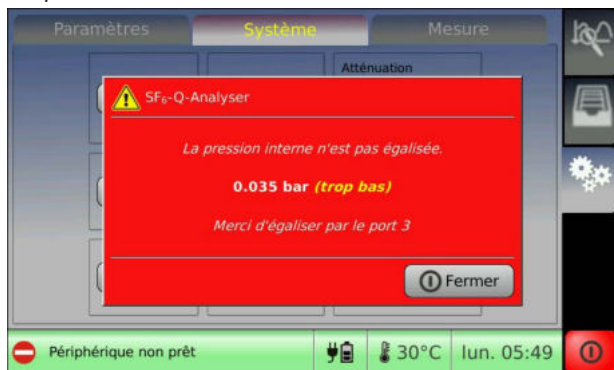 Paramètres
Système
Mesure
Atténuation
SF₆-Q-Analyser
La pression interne n'est pas égalisée.
0.035 bar (trop bas)
Merci d'égaliser par le port 3
Fermer
Périphérique non prêt
30°C
lun. 05:49